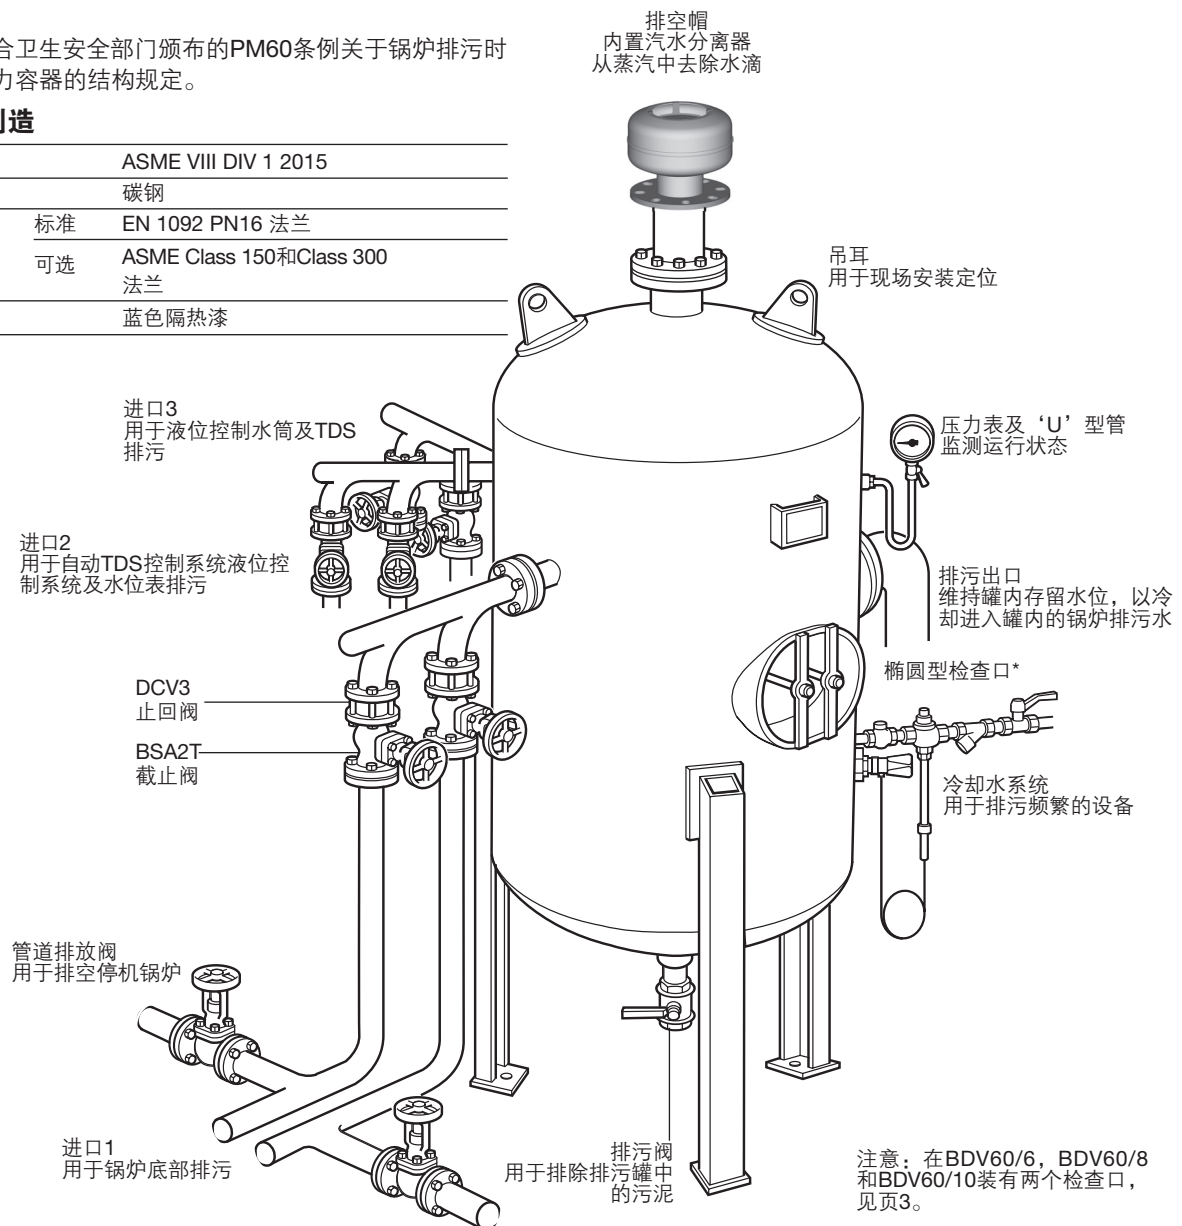 排空帽
内置汽水分离器
从蒸汽中去除水滴
合卫生安全部门颁布的PM60条例关于锅炉排污时
力容器的结构规定。
造
ASME VIII DIV 1 2015
碳钢
标准 EN 1092 PN16 法兰
可选 ASME Class 150和Class 300
法兰
蓝色隔热漆
吊耳
用于现场安装定位
进口3
用于液位控制水筒及TDS
排污
压力表及‘U’型管
监测运行状态
进口2
用于自动TDS控制系统液位控
制系统及水位表排污
排污出口
维持罐内存留水位，以冷
却进入罐内的锅炉排污水
椭圆型检查口*
DCV3
止回阀
BSA2T
截止阀
冷却水系统
用于排污频繁的设备
管道排放阀
用于排空停机锅炉
进口1
用于锅炉底部排污
排污阀
用于排除排污罐中
的污泥
注意：在BDV60/6，BDV60/8
和BDV60/10装有两个检查口，
见页3。